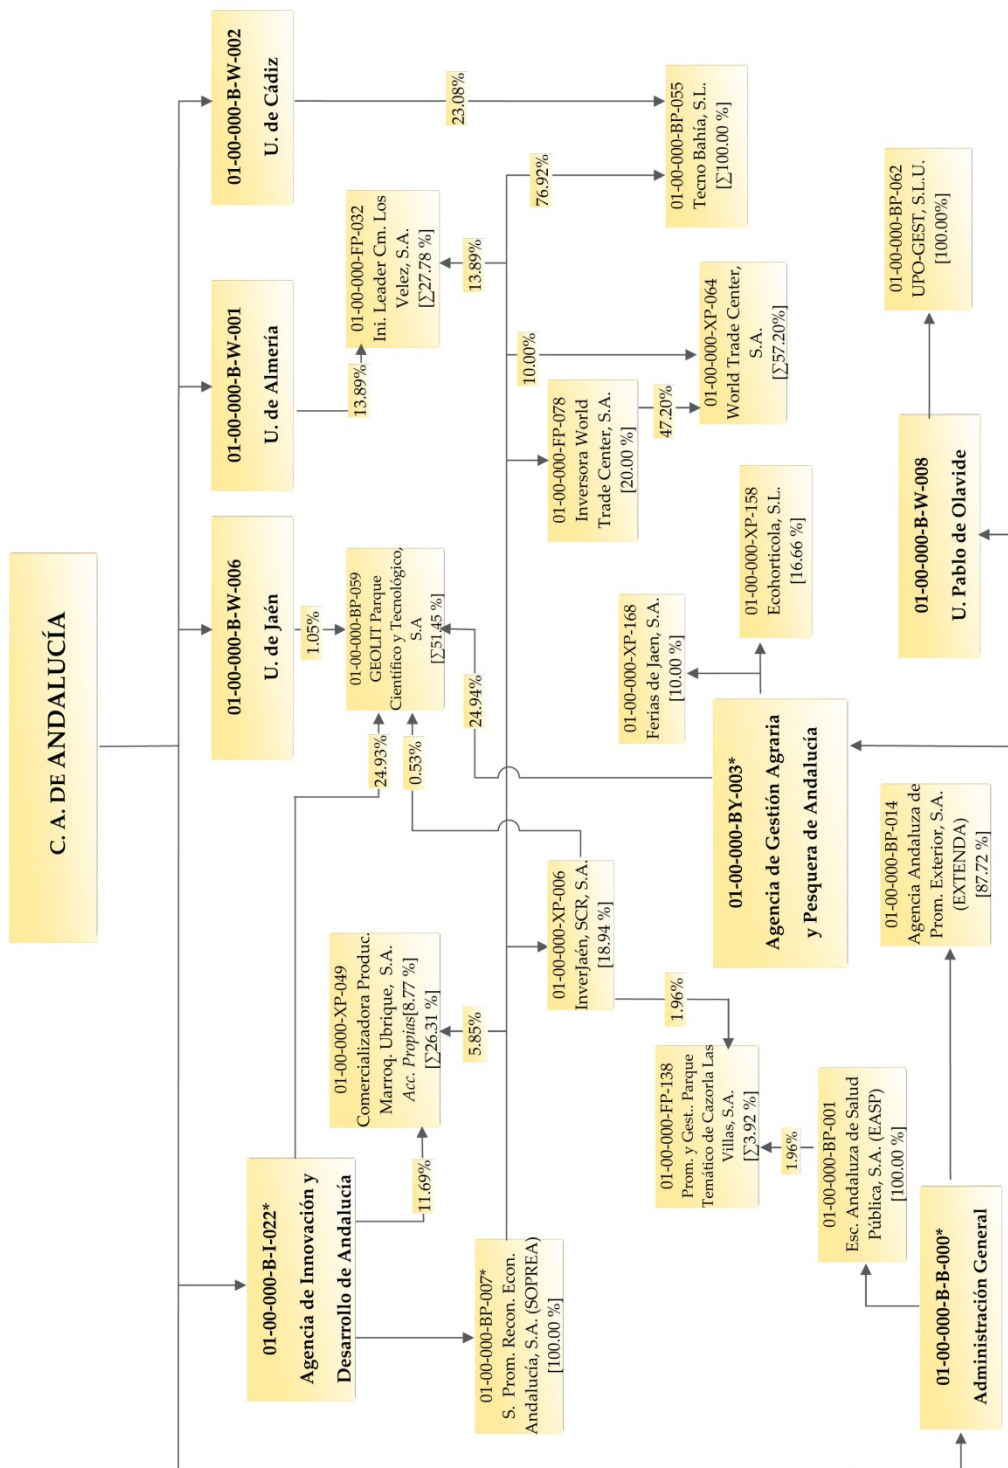 C. A. DE ANDALUCÍA
01-00-000-B-I-022*
Agencia de Innovación y
Desarrollo de Andalucía
01-00-000-B-W-006
U. de Jaén
01-00-000-B-W-001
U. de Almería
01-00-000-B-W-002
U. de Cádiz
11.69%
24.93%
1.05%
13.89%
23.08%
01-00-000-XP-049
Comercializadora Produc.
Marroq. Ubrique, S.A.
Acc. Propias[8.77 %]
[∑26.31 %]
01-00-000-BP-059
GEOLIT Parque
Científico y Tecnológico,
S.A
[∑51.45 %]
01-00-000-FP-032
Ini. Leader Cm. Los
Velez, S.A.
[∑27.78 %]
5.85%
0.53%
24.94%
13.89%
76.92%
01-00-000-BP-007*
S. Prom. Recon. Econ.
Andalucía, S.A. (SOPREA)
[100.00 %]
01-00-000-XP-006
InverJaén, SCR, S.A.
[18.94 %]
01-00-000-FP-078
Inversora World
Trade Center, S.A.
[20.00 %]
10.00%
47.20%
01-00-000-XP-064
World Trade Center,
S.A.
[∑57.20%]
01-00-000-BP-055
Tecno Bahía, S.L.
[∑100.00 %]
1.96%
01-00-000-FP-138
Prom. y Gest.. Parque
Temático de Cazorla Las
Villas, S.A.
[∑3.92 %]
1.96%
01-00-000-XP-168
Ferias de Jaen, S.A.
[10.00 %]
01-00-000-XP-158
Ecohorticola, S.L.
[16.66 %]
01-00-000-BY-003*
Agencia de Gestión Agraria
y Pesquera de Andalucía
01-00-000-BP-001
Esc. Andaluza de Salud
Pública, S.A. (EASP)
[100.00 %]
01-00-000-BP-014
Agencia Andaluza de
Prom. Exterior, S.A.
(EXTENDA)
[87.72 %]
01-00-000-BP-062
UPO-GEST, S.L.U.
[100.00%]
01-00-000-B-B-000*
Administración General
01-00-000-B-W-008
U. Pablo de Olavide